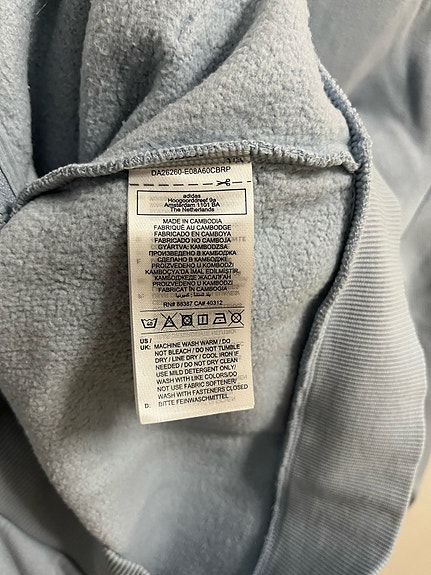 DA26260-E08A60CBRP
adidas
Hoogoorddreef 9a
Amsterdam 1101 BA
The Netherlands
MADE IN CAMBODIA
FABRIQUÉ AU CAMBODGE
FABRICADO EN CAMBOYA
FABRICADO NO CAMBOJA
GYÁRTVA: KAMBODZSA
ПРОИЗВЕДЕНО В КАМБОДЖА
СДЕЛАНО В КАМБОДЖЕ
PROIZVEDENO U KOMBODŽI
KAMBOÇYA'DA İMAL EDİLMİŞTİR
КАМБОДЖЕДЕ ЖАСАЛҒАН
PROIZVEDENO U KOMBODŽI
FABRICAT ÎN CAMBOGIA
RN# 88387 CA# 40312
US /
UK: MACHINE WASH WARM / DO
NOT BLEACH / DO NOT TUMBLE
DRY / LINE DRY / COOL IRON IF
NEEDED / DO NOT DRY CLEAN
USE MILD DETERGENT ONLY/
WASH WITH LIKE COLORS/DO
NOT USE FABRIC SOFTENER/
WASH WITH FASTENERS CLOSED
D: BITTE FEINWASCHMITTEL